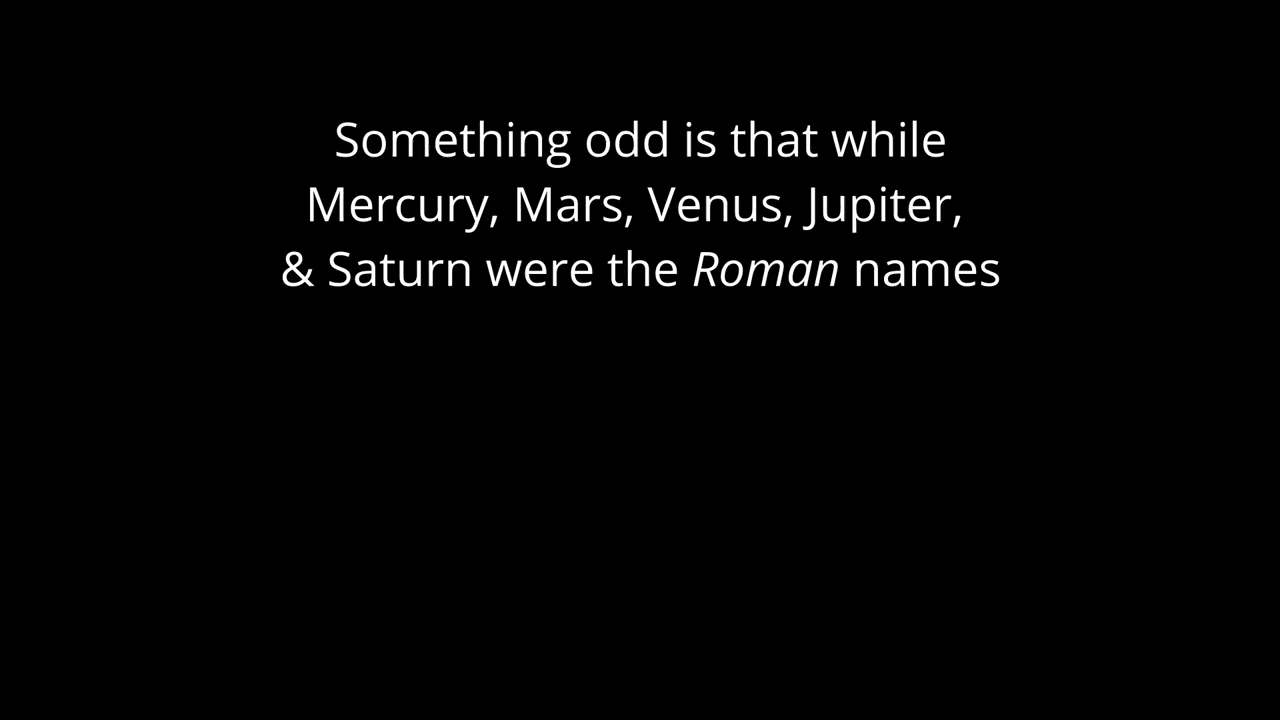 Something odd is that while
Mercury, Mars, Venus, Jupiter,
& Saturn were the Roman names